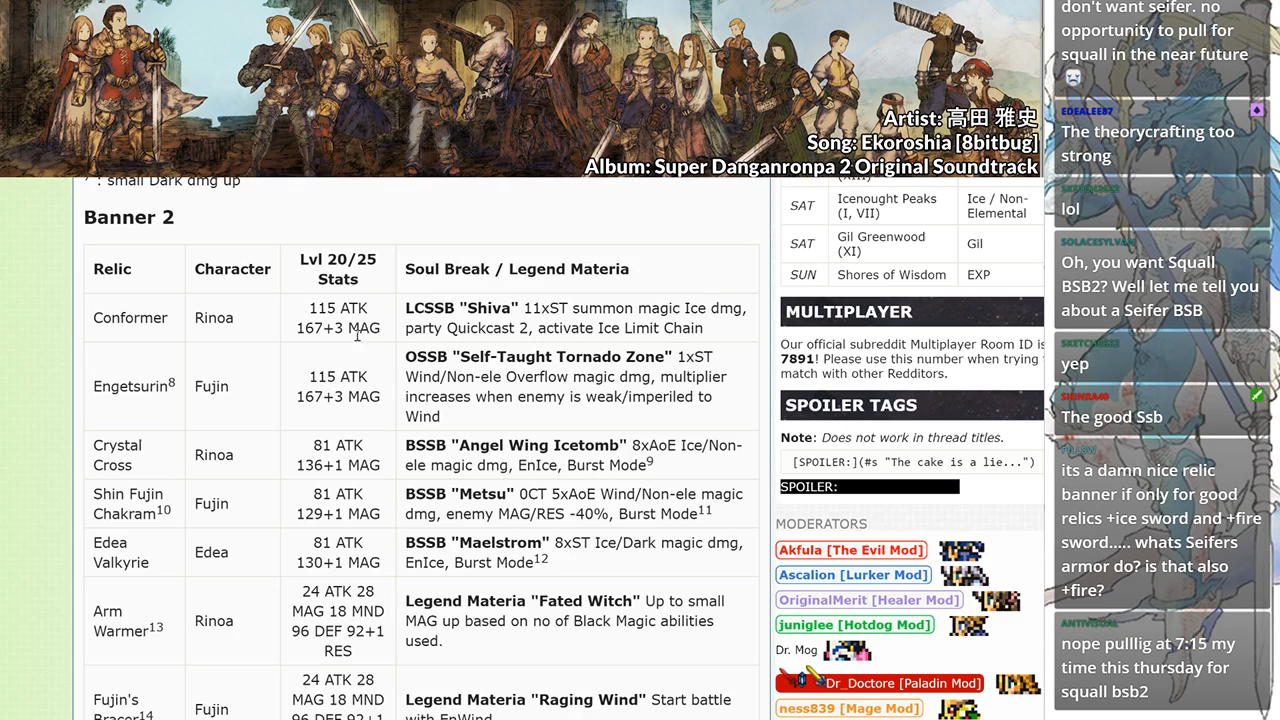 Artist: 高田 雅史
Song: Ekoroshia [8bitbug]
Album: Super Danganronpa 2 Original Soundtrack
: small Dark dmg up
Banner 2
Relic
Character
Lvl 20/25
Stats
Soul Break / Legend Materia
Conformer
Rinoa
115 ATK
167+3 MAG
LCSSB "Shiva" 11xST summon magic Ice dmg,
party Quickcast 2, activate Ice Limit Chain
Engetsurin8
Fujin
115 ATK
167+3 MAG
OSSB "Self-Taught Tornado Zone" 1xST
Wind/Non-ele Overflow magic dmg, multiplier
increases when enemy is weak/imperiled to
Wind
Crystal
Cross
Rinoa
81 ATK
136+1 MAG
BSSB "Angel Wing Icetomb" 8xAoE Ice/Non-
ele magic dmg, EnIce, Burst Mode9
Shin Fujin
Chakram10
Fujin
81 ATK
129+1 MAG
BSSB "Metsu" 0CT 5xAoE Wind/Non-ele magic
dmg, enemy MAG/RES -40%, Burst Mode11
Edea
Valkyrie
Edea
81 ATK
130+1 MAG
BSSB "Maelstrom" 8xST Ice/Dark magic dmg,
EnIce, Burst Mode12
Arm
Warmer13
Rinoa
24 ATK 28
MAG 18 MND
96 DEF 92+1
RES
Legend Materia "Fated Witch" Up to small
MAG up based on no of Black Magic abilities
used.
Fujin's
Bracer14
Fujin
24 ATK 28
MAG 18 MND
96 DEF 92+1
Legend Materia "Raging Wind" Start battle
with EnWind
(XIII)
SAT
Icenought Peaks
(I, VII)
Ice / Non-
Elemental
SAT
Gil Greenwood
(XI)
Gil
SUN
Shores of Wisdom
EXP
MULTIPLAYER
Our official subreddit Multiplayer Room ID is
7891! Please use this number when trying
match with other Redditors.
SPOILER TAGS
Note: Does not work in thread titles.
[SPOILER:](#s "The cake is a lie...")
SPOILER:
MODERATORS
Akfula [The Evil Mod]
Ascalion [Lurker Mod]
OriginalMerit [Healer Mod]
juniglee [Hotdog Mod]
Dr. Mog
Dr_Doctore [Paladin Mod]
ness839 [Mage Mod]
don't want seifer. no
opportunity to pull for
squall in the near future
EDEALEE87
The theorycrafting too
strong
lol
SOLACESYLVAN
Oh, you want Squall
BSB2? Well let me tell you
about a Seifer BSB
yep
SHINRA40
The good Ssb
its a damn nice relic
banner if only for good
relics +ice sword and +fire
sword..... whats Seifers
armor do? is that also
+fire?
ANTIVISUAL
nope pulllig at 7:15 my
time this thursday for
squall bsb2